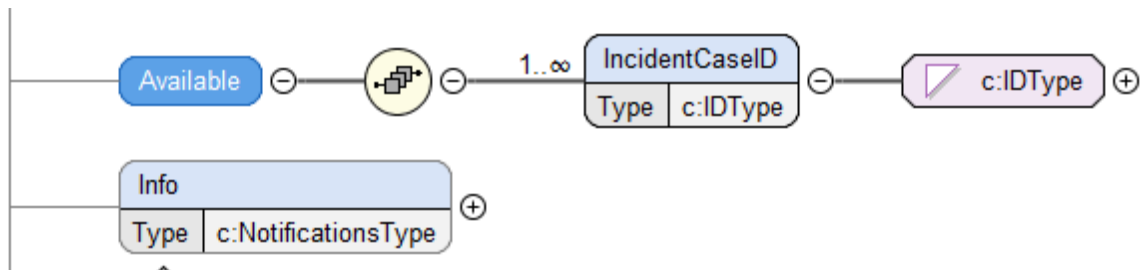 Available
1..∞
IncidentCaseID
Type c:IDType
c:IDType
Info
Type c:NotificationsType